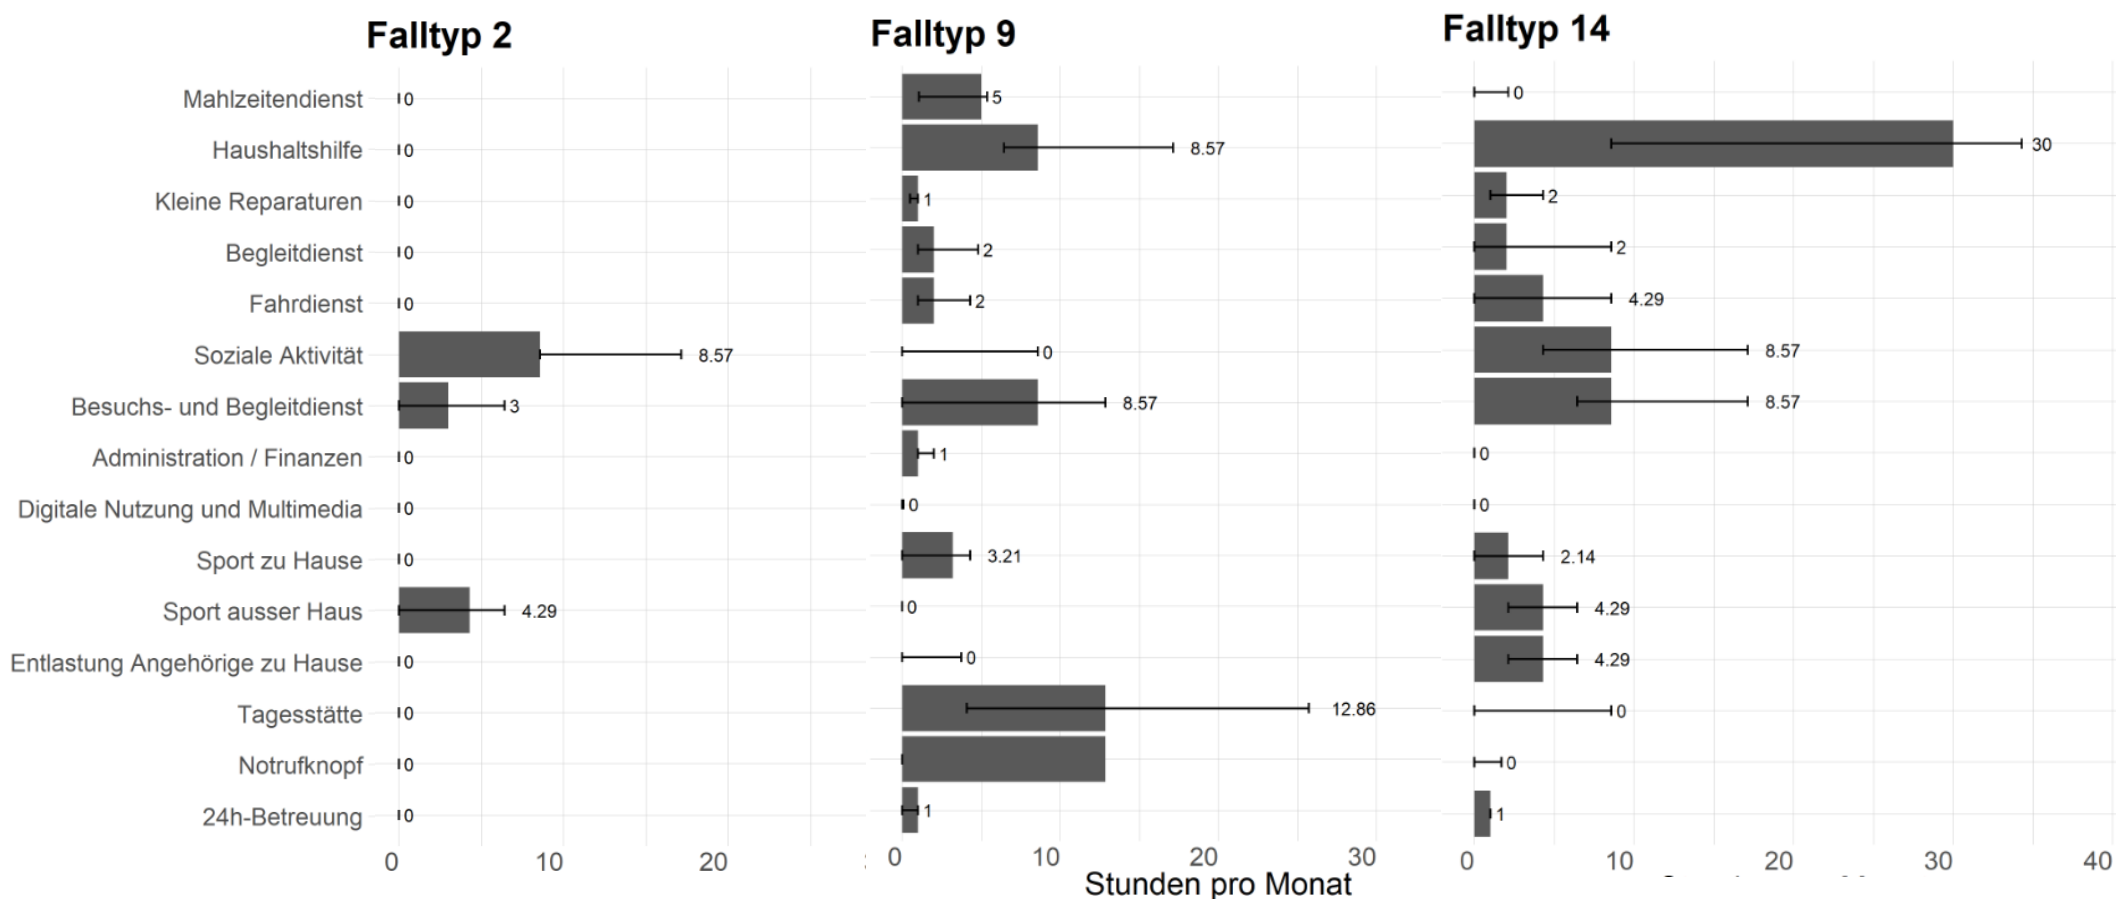 Falltyp 2 Falltyp 9 Falltyp 14
Mahlzeitendienst 0 5 0
Haushaltshilfe 0 8.57 30
Kleine Reparaturen 0 1 2
Begleitdienst 0 2 2
Fahrdienst 0 2 4.29
Soziale Aktivität 8.57 0 8.57
Besuchs- und Begleitdienst 3 8.57 8.57
Administration / Finanzen 0 1 0
Digitale Nutzung und Multimedia 0 0 0
Sport zu Hause 0 3.21 2.14
Sport ausser Haus 4.29 0 4.29
Entlastung Angehörige zu Hause 0 0 4.29
Tagesstätte 0 12.86 0
Notrufknopf 0 0
24h-Betreuung 0 1 1
0 10 20 0 10 20 30 0 10 20 30 40
Stunden pro Monat